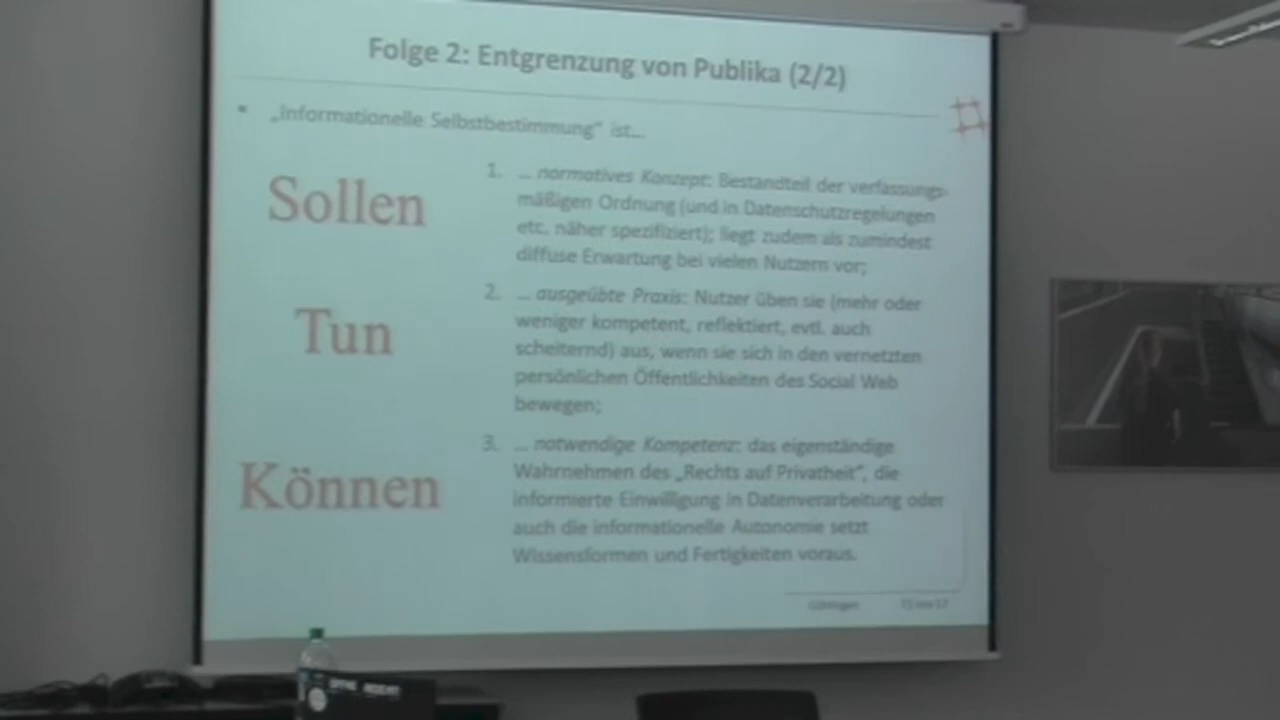 Folge 2: Entgrenzung von Publika (2/2)
▪ „Informationelle Selbstbestimmung“ ist...
Sollen
1. ... normatives Konzept: Bestandteil der verfassungs-
mäßigen Ordnung (und in Datenschutzregelungen
etc. näher spezifiziert); liegt zudem als zumindest
diffuse Erwartung bei vielen Nutzern vor;
Tun
2. ... ausgeübte Praxis: Nutzer üben sie (mehr oder
weniger kompetent, reflektiert, evtl. auch
scheiternd) aus, wenn sie sich in den vernetzten
persönlichen Öffentlichkeiten des Social Web
bewegen;
Können
3. ... notwendige Kompetenz: das eigenständige
Wahrnehmen des „Rechts auf Privatheit“, die
informierte Einwilligung in Datenverarbeitung oder
auch die informationelle Autonomie setzt
Wissensformen und Fertigkeiten voraus.